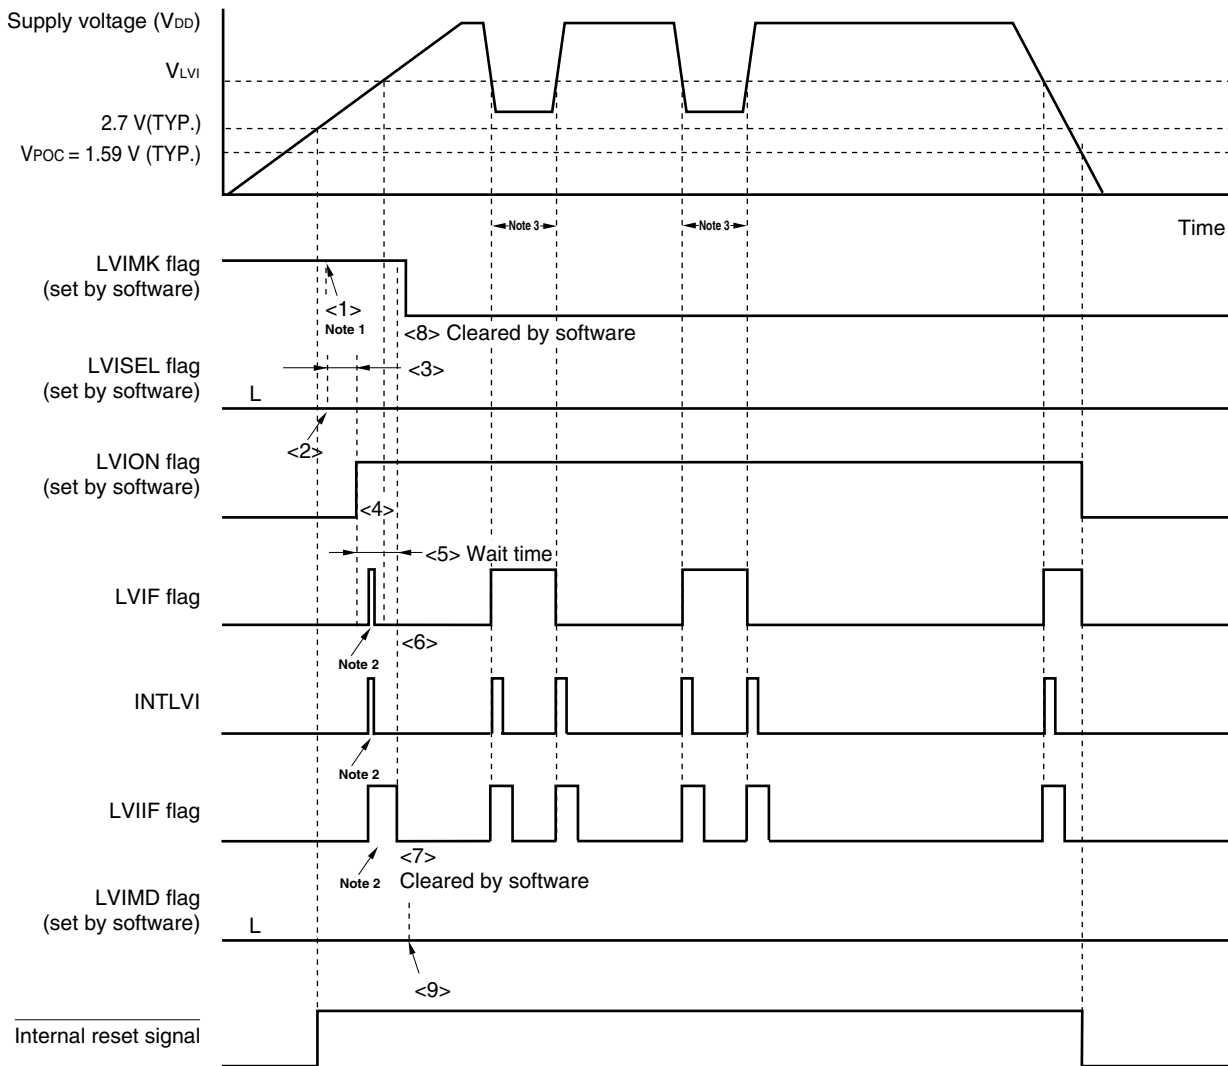 Supply voltage (VDD)
VLVI
2.7 V(TYP.)
VPOC = 1.59 V (TYP.)
Note 3
Note 3
Time
LVIMK flag
(set by software)
<1>
Note 1
<8> Cleared by software
LVISEL flag
(set by software)
L
<3>
<2>
LVION flag
(set by software)
<4>
<5> Wait time
LVIF flag
Note 2
<6>
INTLVI
Note 2
LVIIF flag
Note 2
<7>
Cleared by software
LVIMD flag
(set by software)
L
<9>
Internal reset signal